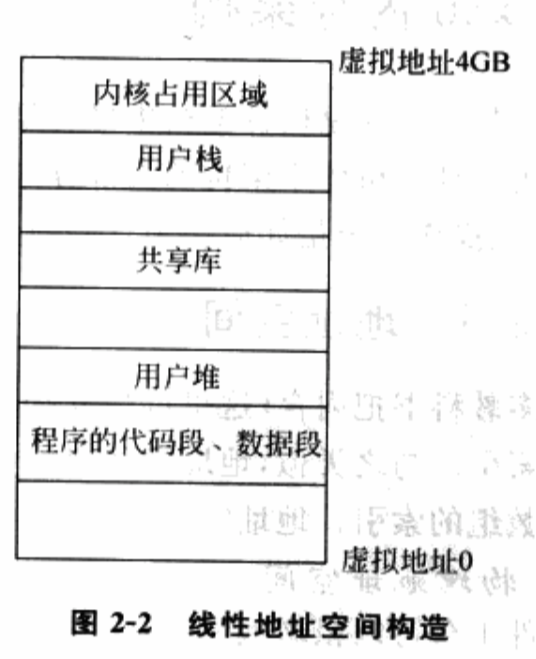 虚拟地址4GB
内核占用区域
用户栈
共享库
用户堆
程序的代码段、数据段
虚拟地址0
图 2-2 线性地址空间构造